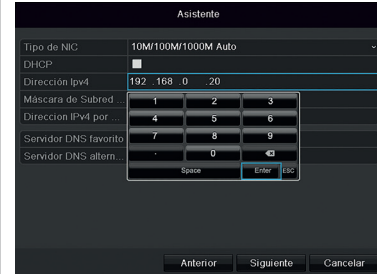 Asistente
Tipo de NIC 10M/100M/1000M Auto
DHCP
Dirección Ipv4 192 .168 .0 .20
Máscara de Subred ...
Direccion IPv4 por ...
Servidor DNS favorito
Servidor DNS altern...
1 2 3
4 5 6
7 8 9
. 0
Space Enter ESC
Anterior Siguiente Cancelar